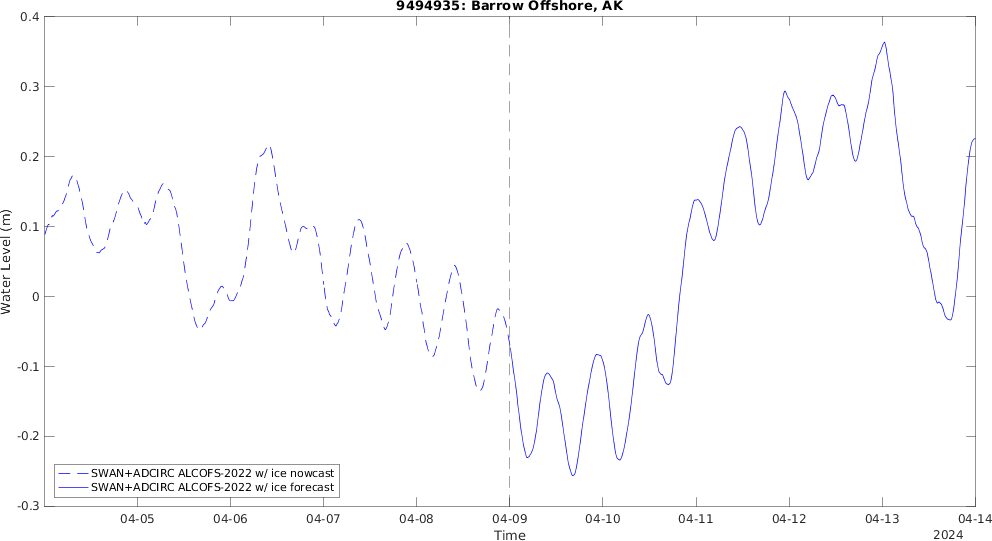 9494935: Barrow Offshore, AK
0.4
0.3
0.2
0.1
0
-0.1
-0.2
-0.3
Water Level (m)
SWAN+ADCIRC ALCOFS-2022 w/ ice nowcast
SWAN+ADCIRC ALCOFS-2022 w/ ice forecast
04-05 04-06 04-07 04-08 04-09 04-10 04-11 04-12 04-13 04-14
Time
2024